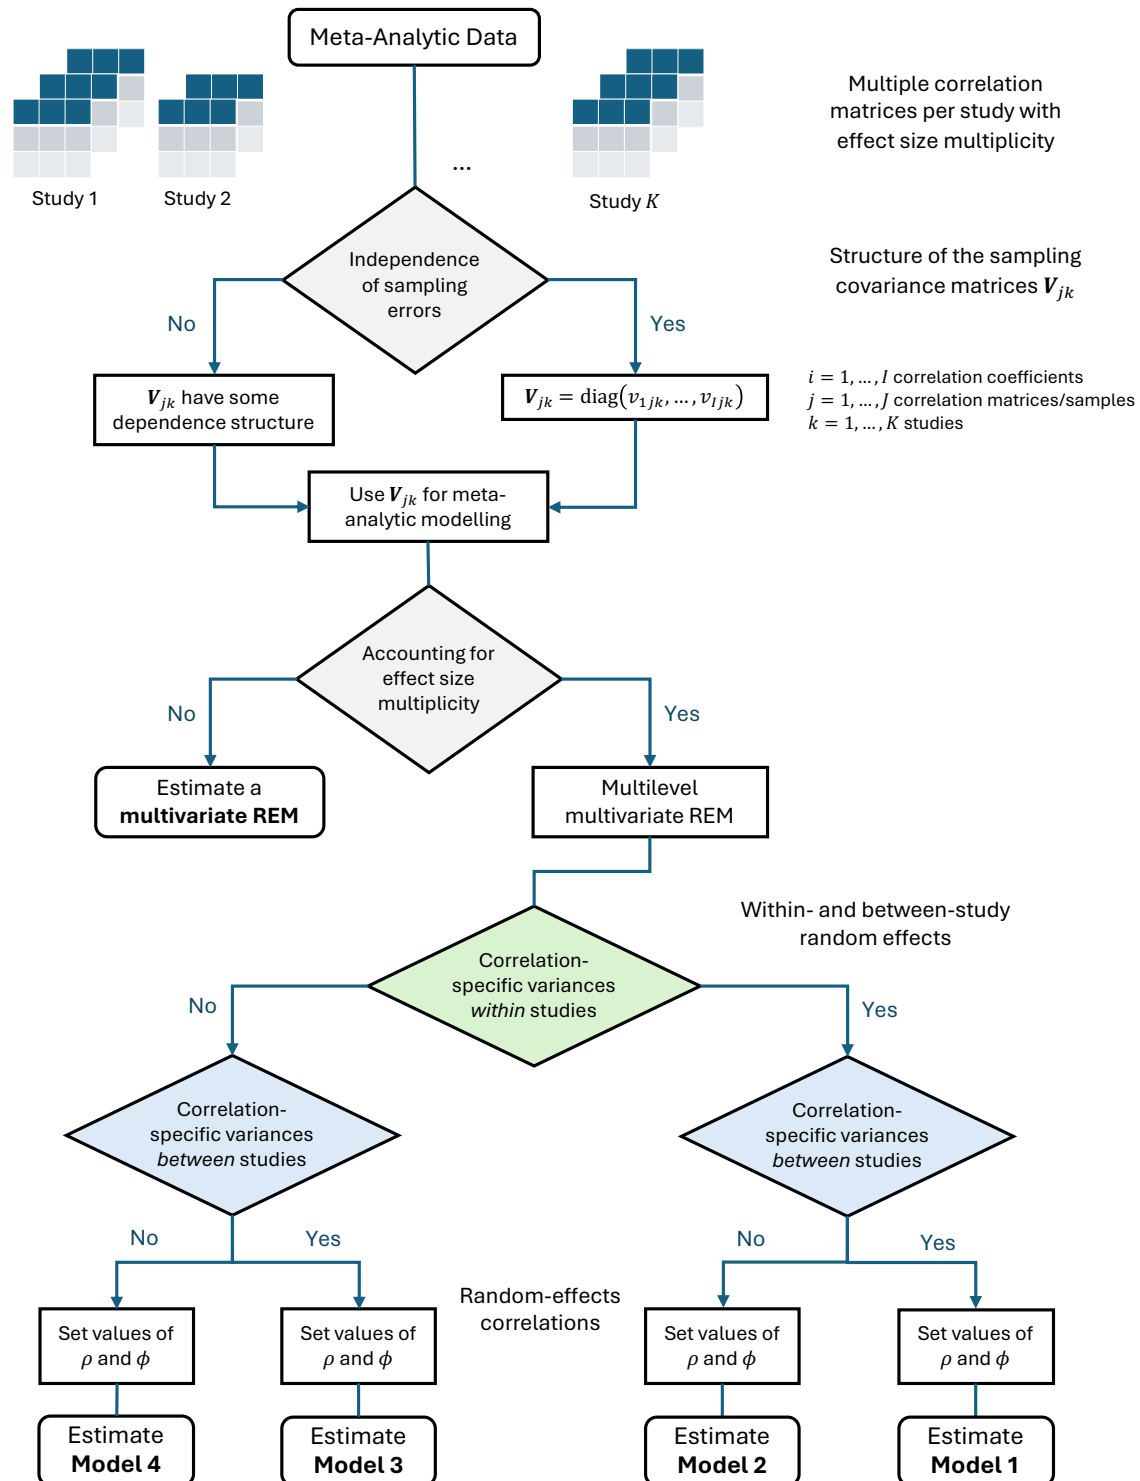 Meta-Analytic Data
Multiple correlation
matrices per study with
effect size multiplicity
...
Study 1
Study 2
Study K
Independence
of sampling
errors
Structure of the sampling
covariance matrices V_jk
No
Yes
V_jk have some
dependence structure
V_jk = diag(v_1jk, ..., v_Ijk)
i = 1, ..., I correlation coefficients
j = 1, ..., J correlation matrices/samples
k = 1, ..., K studies
Use V_jk for meta-
analytic modelling
Accounting for
effect size
multiplicity
No
Yes
Estimate a
multivariate REM
Multilevel
multivariate REM
Within- and between-study
random effects
Correlation-
specific variances
within studies
No
Yes
Correlation-
specific variances
between studies
Correlation-
specific variances
between studies
No
Yes
No
Yes
Random-effects
correlations
Set values of
ρ and ϕ
Set values of
ρ and ϕ
Set values of
ρ and ϕ
Set values of
ρ and ϕ
Estimate
Model 4
Estimate
Model 3
Estimate
Model 2
Estimate
Model 1